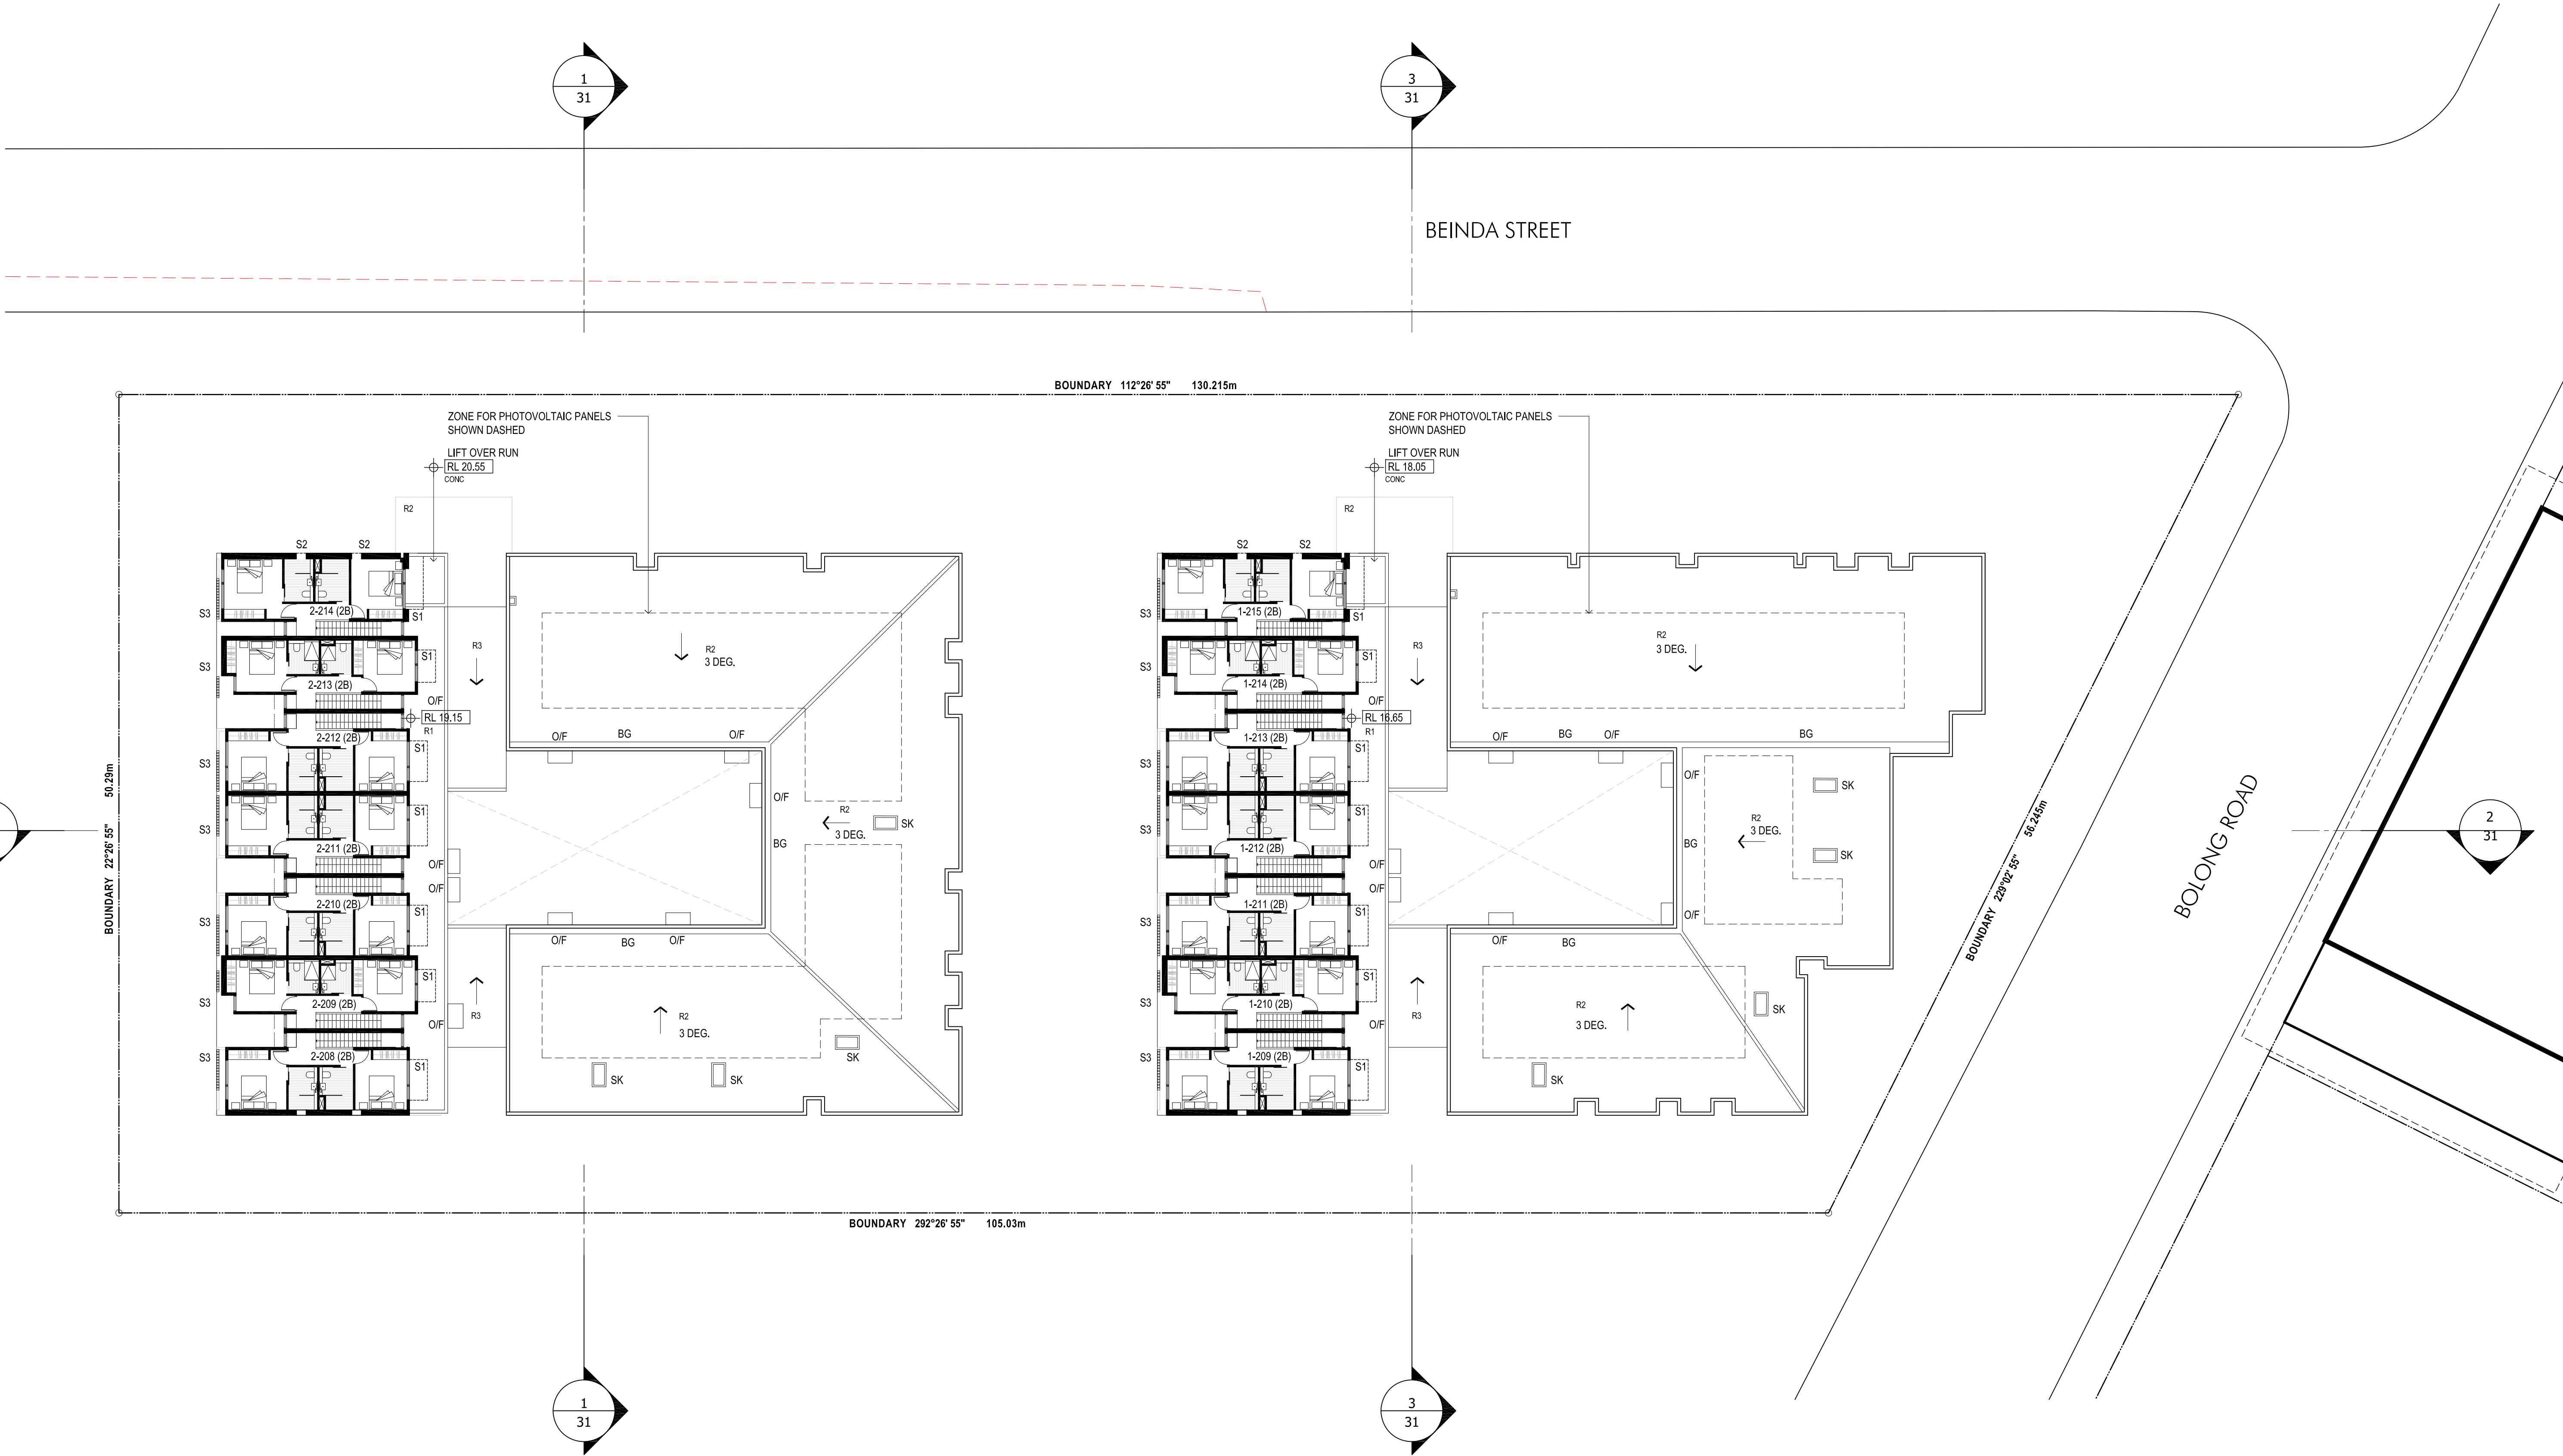 1
31
3
31
BEINDA STREET
BOUNDARY 112°26' 55" 130.215m
ZONE FOR PHOTOVOLTAIC PANELS
SHOWN DASHED
LIFT OVER RUN
RL 20.55
CONC
R2
ZONE FOR PHOTOVOLTAIC PANELS
SHOWN DASHED
LIFT OVER RUN
RL 18.05
CONC
R2
S2
S2
S3
2-214 (2B)
S1
S3
2-213 (2B)
S1
O/F
RL 19.15
R1
2-212 (2B)
S1
S3
S3
2-211 (2B)
S1
O/F
O/F
2-210 (2B)
S1
S3
S3
2-209 (2B)
S1
O/F
S3
2-208 (2B)
S1
R3
R3
R2
3 DEG.
O/F
BG
O/F
O/F
R2
3 DEG.
SK
BG
O/F
BG
O/F
R2
3 DEG.
SK
SK
SK
S2
S2
S3
1-215 (2B)
S1
S3
1-214 (2B)
S1
O/F
RL 16.65
R1
1-213 (2B)
S1
S3
S3
1-212 (2B)
S1
O/F
O/F
1-211 (2B)
S1
S3
S3
1-210 (2B)
S1
O/F
S3
1-209 (2B)
S1
R3
R3
R2
3 DEG.
O/F
BG
O/F
BG
O/F
SK
R2
3 DEG.
BG
SK
O/F
O/F
BG
R2
3 DEG.
SK
SK
BOUNDARY 22°26' 55" 50.29m
BOUNDARY 229°02' 55" 56.245m
BOLONG ROAD
2
31
BOUNDARY 292°26' 55" 105.03m
1
31
3
31